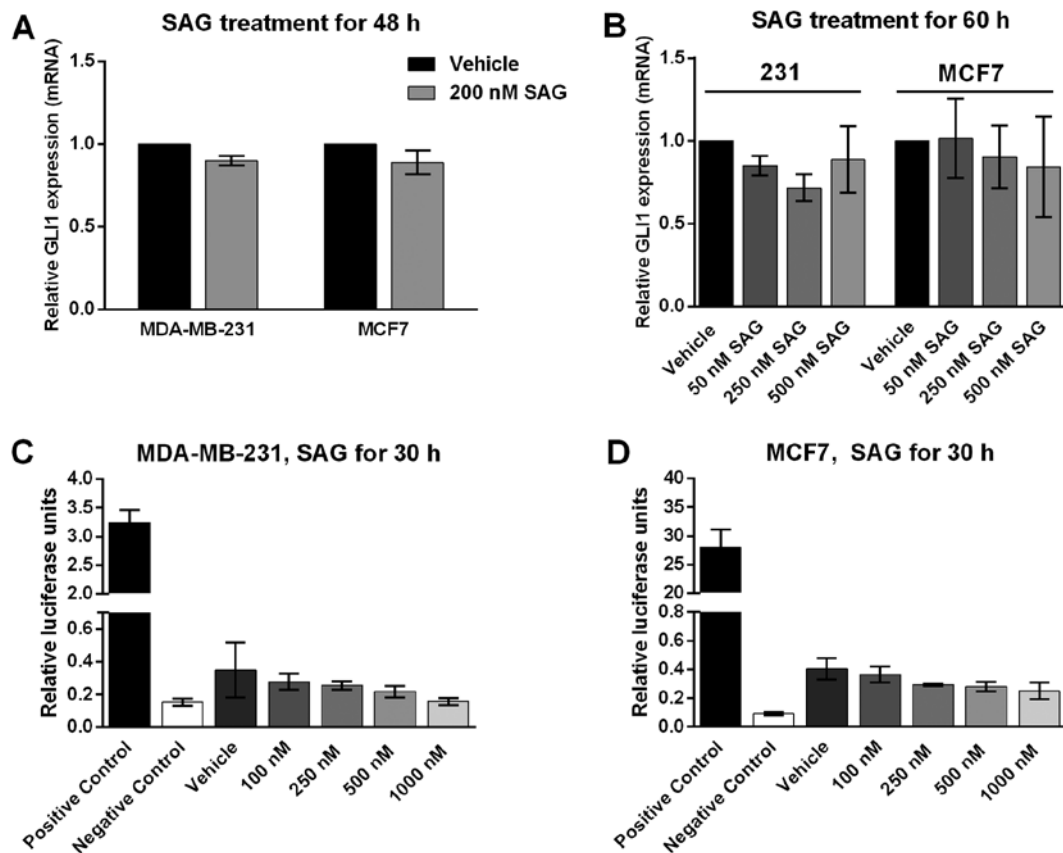 A
SAG treatment for 48 h
Relative GLI1 expression (mRNA)
1.5
1.0
0.5
0.0
Vehicle
200 nM SAG
MDA-MB-231
MCF7
B
SAG treatment for 60 h
Relative GLI1 expression (mRNA)
1.5
1.0
0.5
0.0
231
MCF7
Vehicle
50 nM SAG
250 nM SAG
500 nM SAG
Vehicle
50 nM SAG
250 nM SAG
500 nM SAG
C
MDA-MB-231, SAG for 30 h
Relative luciferase units
4.0
3.5
3.0
2.5
2.0
0.6
0.4
0.2
0.0
Positive Control
Negative Control
Vehicle
100 nM
250 nM
500 nM
1000 nM
D
MCF7, SAG for 30 h
Relative luciferase units
40
35
30
25
20
0.8
0.6
0.4
0.2
0.0
Positive Control
Negative Control
Vehicle
100 nM
250 nM
500 nM
1000 nM